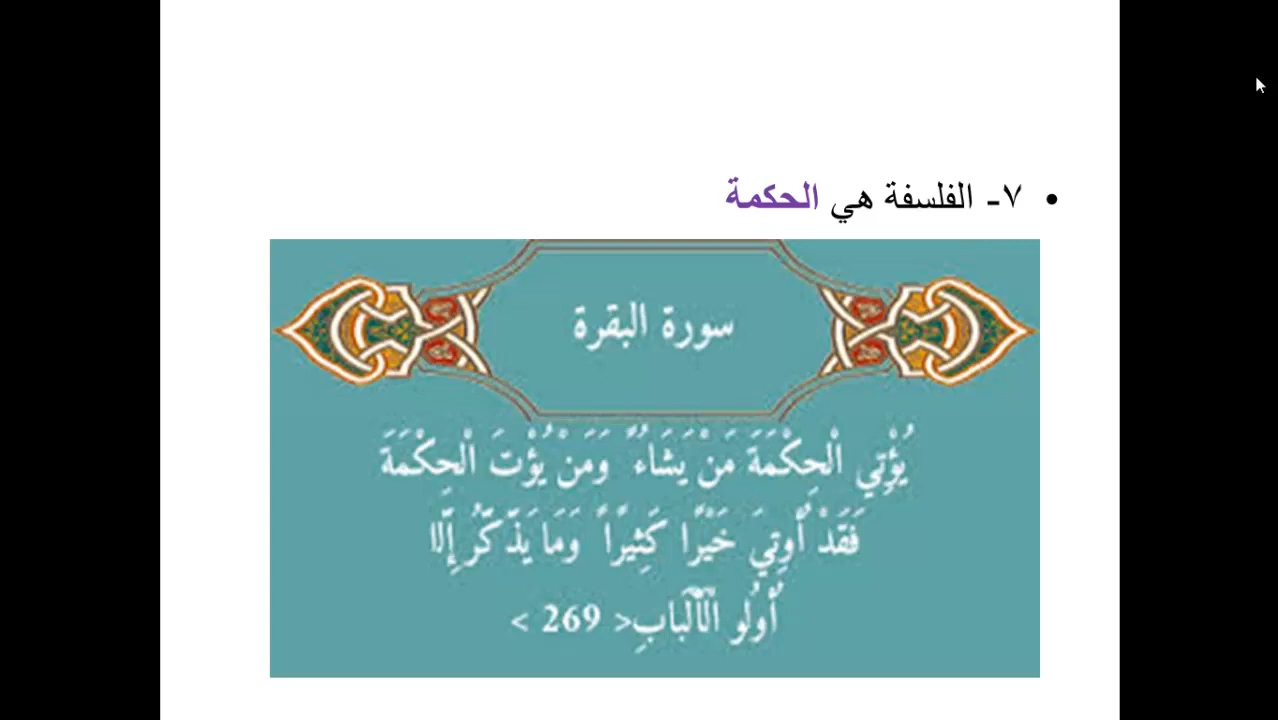 • ٧- الفلسفة هي الحكمة
سورة البقرة
يُؤْتِي الْحِكْمَةَ مَنْ يَشَاءُ وَمَنْ يُؤْتَ الْحِكْمَةَ
فَقَدْ أُوتِيَ خَيْرًا كَثِيرًا وَمَا يَذَّكَّرُ إِلَّا
أُولُو الْأَلْبَابِ< 269 >